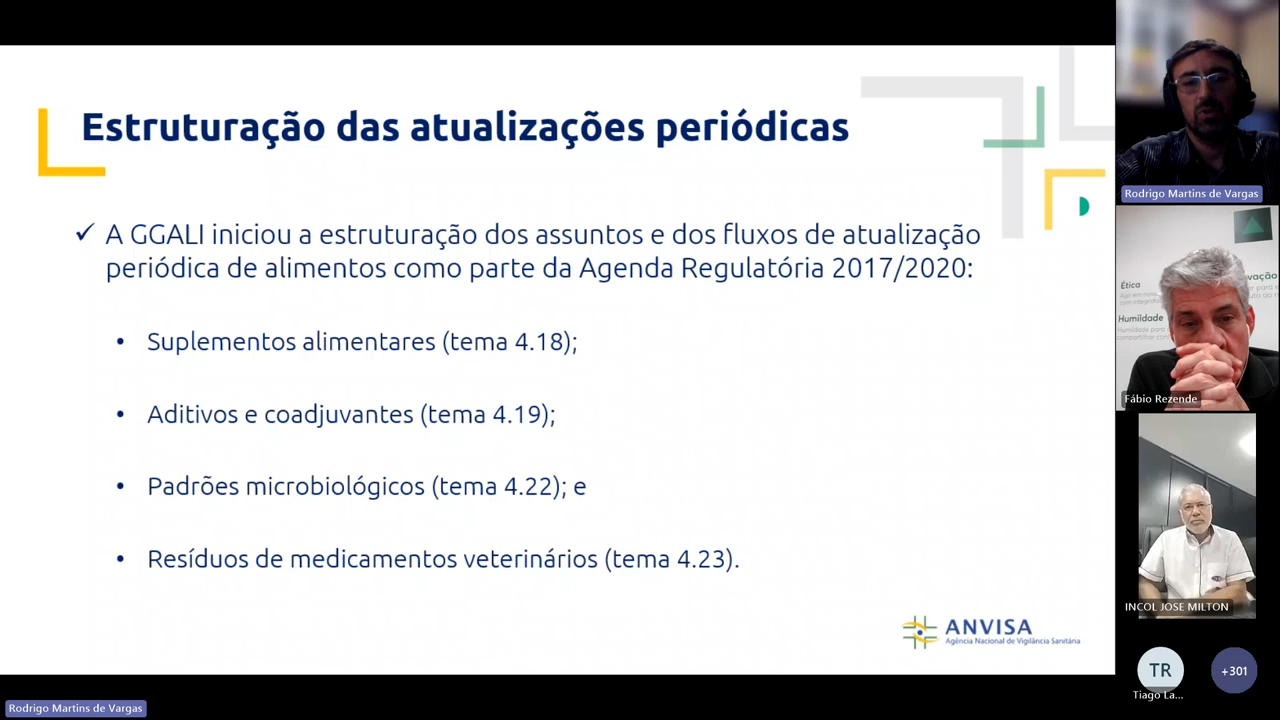 Estruturação das atualizações periódicas
✓ A GGALI iniciou a estruturação dos assuntos e dos fluxos de atualização
periódica de alimentos como parte da Agenda Regulatória 2017/2020:
• Suplementos alimentares (tema 4.18);
• Aditivos e coadjuvantes (tema 4.19);
• Padrões microbiológicos (tema 4.22); e
• Resíduos de medicamentos veterinários (tema 4.23).
ANVISA
Agência Nacional de Vigilância Sanitária
Rodrigo Martins de Vargas
Rodrigo Martins de Vargas
Ética
Humildade
Fábio Rezende
INCOL JOSE MILTON
TR
Tiago La...
+301